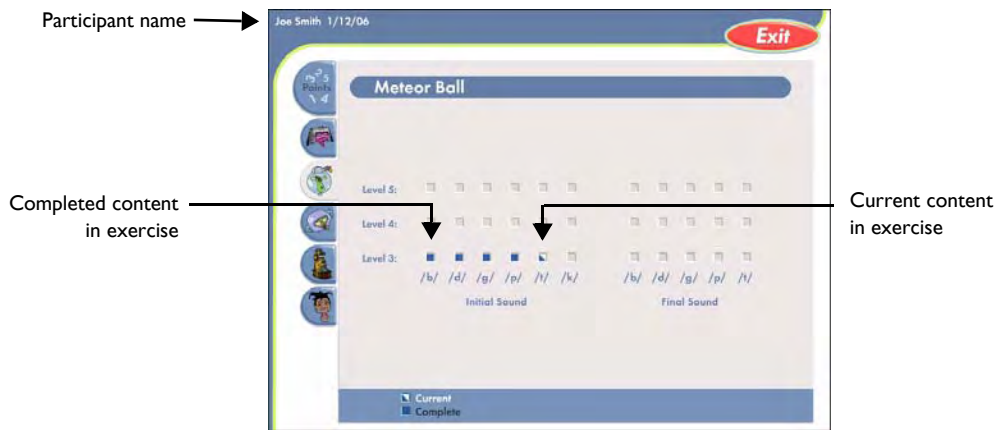 Participant name
Joe Smith 1/12/06
Exit
Points
Meteor Ball
Level 5:
Completed content
in exercise
Current content
in exercise
Level 4:
Level 3:
/b/ /d/ /g/ /p/ /t/ /k/ /b/ /d/ /g/ /p/ /t/
Initial Sound Final Sound
Current
Complete